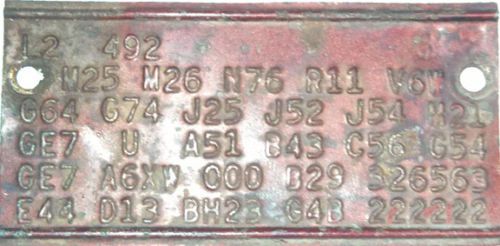 L2 492
M25 M26 N76 R11 V6W
G64 G74 J25 J52 J54 M21
GE7 U A51 B43 C56 G54
GE7 A6XW 000 B29 326563
E44 D13 BH23 G4B 222222